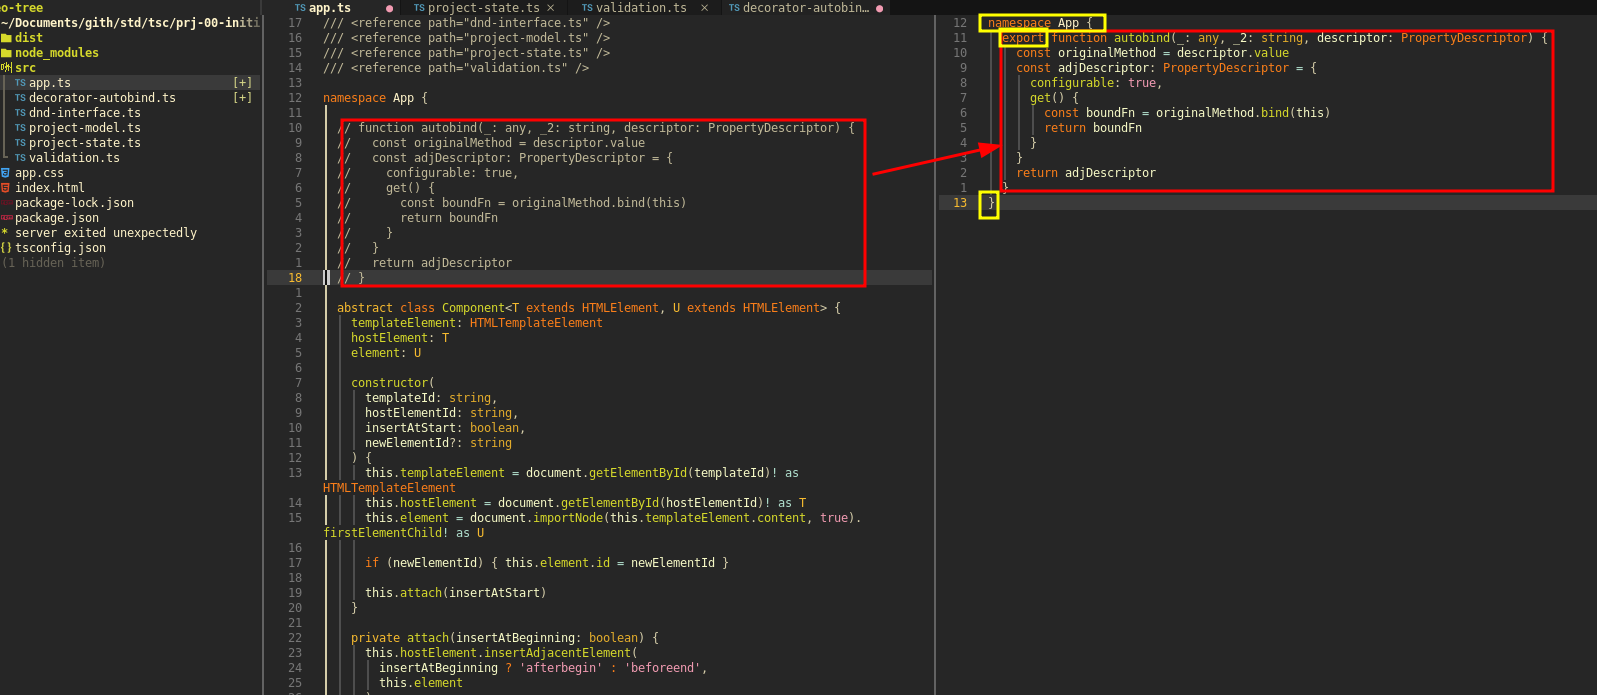 o-tree
~/Documents/gith/std/tsc/prj-00-initi
dist
node_modules
src
TS app.ts [+]
TS decorator-autobind.ts [+]
TS dnd-interface.ts
TS project-model.ts
TS project-state.ts
TS validation.ts
app.css
index.html
package-lock.json
package.json
* server exited unexpectedly
{} tsconfig.json
(1 hidden item)
TS app.ts ● TS project-state.ts × TS validation.ts × TS decorator-autobin… ●
17 /// <reference path="dnd-interface.ts" />
16 /// <reference path="project-model.ts" />
15 /// <reference path="project-state.ts" />
14 /// <reference path="validation.ts" />
13
12 namespace App {
11
10 // function autobind(_: any, _2: string, descriptor: PropertyDescriptor) {
9 //   const originalMethod = descriptor.value
8 //   const adjDescriptor: PropertyDescriptor = {
7 //     configurable: true,
6 //     get() {
5 //       const boundFn = originalMethod.bind(this)
4 //       return boundFn
3 //     }
2 //   }
1 //   return adjDescriptor
18 // }
1
2 abstract class Component<T extends HTMLElement, U extends HTMLElement> {
3 templateElement: HTMLTemplateElement
4 hostElement: T
5 element: U
6
7 constructor(
8 templateId: string,
9 hostElementId: string,
10 insertAtStart: boolean,
11 newElementId?: string
12 ) {
13 this.templateElement = document.getElementById(templateId)! as
HTMLTemplateElement
14 this.hostElement = document.getElementById(hostElementId)! as T
15 this.element = document.importNode(this.templateElement.content, true).
firstElementChild! as U
16
17 if (newElementId) { this.element.id = newElementId }
18
19 this.attach(insertAtStart)
20 }
21
22 private attach(insertAtBeginning: boolean) {
23 this.hostElement.insertAdjacentElement(
24 insertAtBeginning ? 'afterbegin' : 'beforeend',
25 this.element
12 namespace App {
11 export function autobind(_: any, _2: string, descriptor: PropertyDescriptor) {
10 const originalMethod = descriptor.value
9 const adjDescriptor: PropertyDescriptor = {
8 configurable: true,
7 get() {
6 const boundFn = originalMethod.bind(this)
5 return boundFn
4 }
3 }
2 return adjDescriptor
1 }
13 }